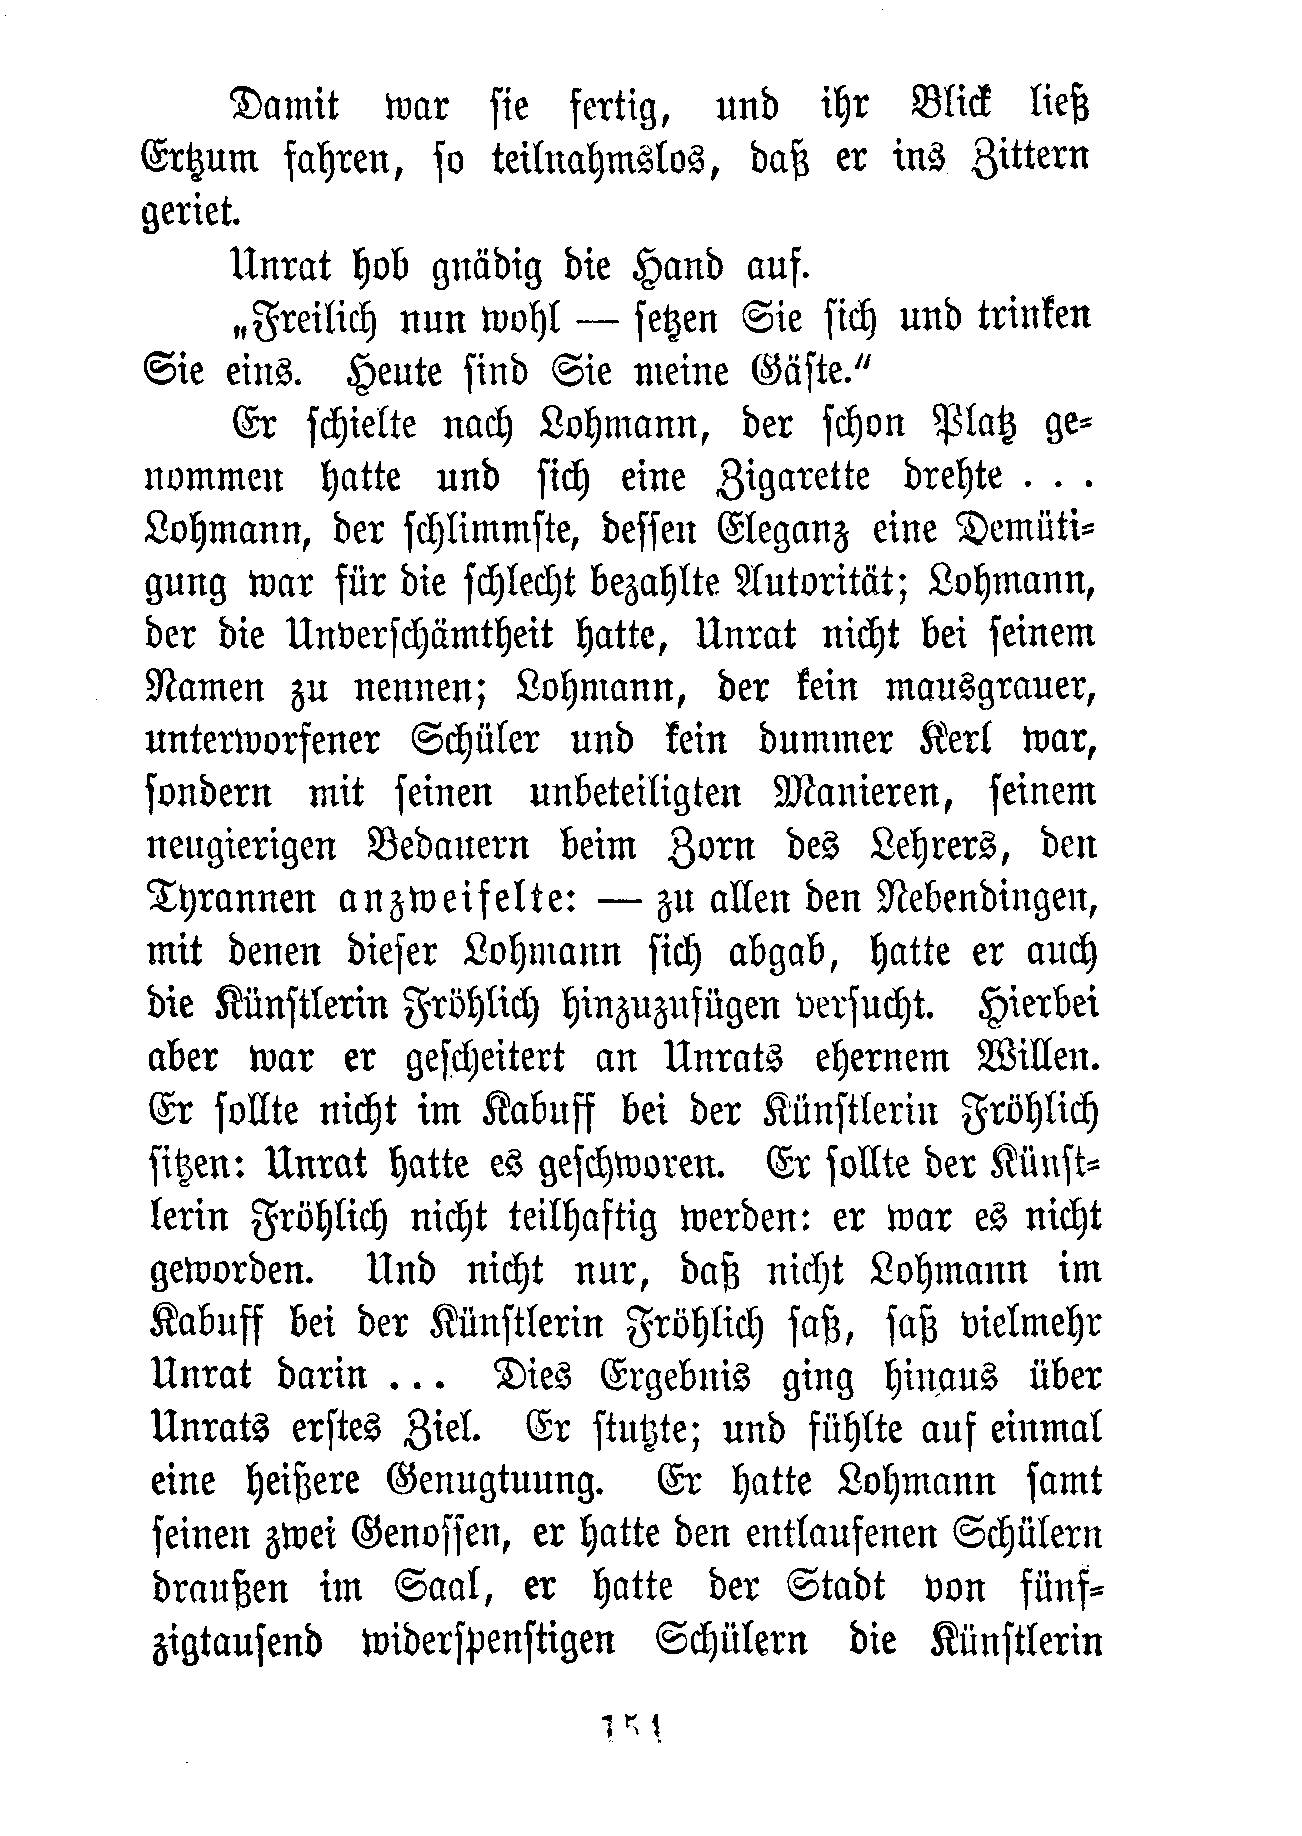 Damit war sie fertig, und ihr Blick ließ
Ertzum fahren, so teilnahmslos, daß er ins Zittern
geriet.
Unrat hob gnädig die Hand auf.
„Freilich nun wohl — setzen Sie sich und trinken
Sie eins. Heute sind Sie meine Gäste.“
Er schielte nach Lohmann, der schon Platz ge-
nommen hatte und sich eine Zigarette drehte . . .
Lohmann, der schlimmste, dessen Eleganz eine Demüti-
gung war für die schlecht bezahlte Autorität; Lohmann,
der die Unverschämtheit hatte, Unrat nicht bei seinem
Namen zu nennen; Lohmann, der kein mausgrauer,
unterworfener Schüler und kein dummer Kerl war,
sondern mit seinen unbeteiligten Manieren, seinem
neugierigen Bedauern beim Zorn des Lehrers, den
Tyrannen anzweifelte: — zu allen den Nebendingen,
mit denen dieser Lohmann sich abgab, hatte er auch
die Künstlerin Fröhlich hinzuzufügen versucht. Hierbei
aber war er gescheitert an Unrats ehernem Willen.
Er sollte nicht im Kabuff bei der Künstlerin Fröhlich
sitzen: Unrat hatte es geschworen. Er sollte der Künst-
lerin Fröhlich nicht teilhaftig werden: er war es nicht
geworden. Und nicht nur, daß nicht Lohmann im
Kabuff bei der Künstlerin Fröhlich saß, saß vielmehr
Unrat darin . . . Dies Ergebnis ging hinaus über
Unrats erstes Ziel. Er stutzte; und fühlte auf einmal
eine heißere Genugtuung. Er hatte Lohmann samt
seinen zwei Genossen, er hatte den entlaufenen Schülern
draußen im Saal, er hatte der Stadt von fünf-
zigtausend widerspenstigen Schülern die Künstlerin
151